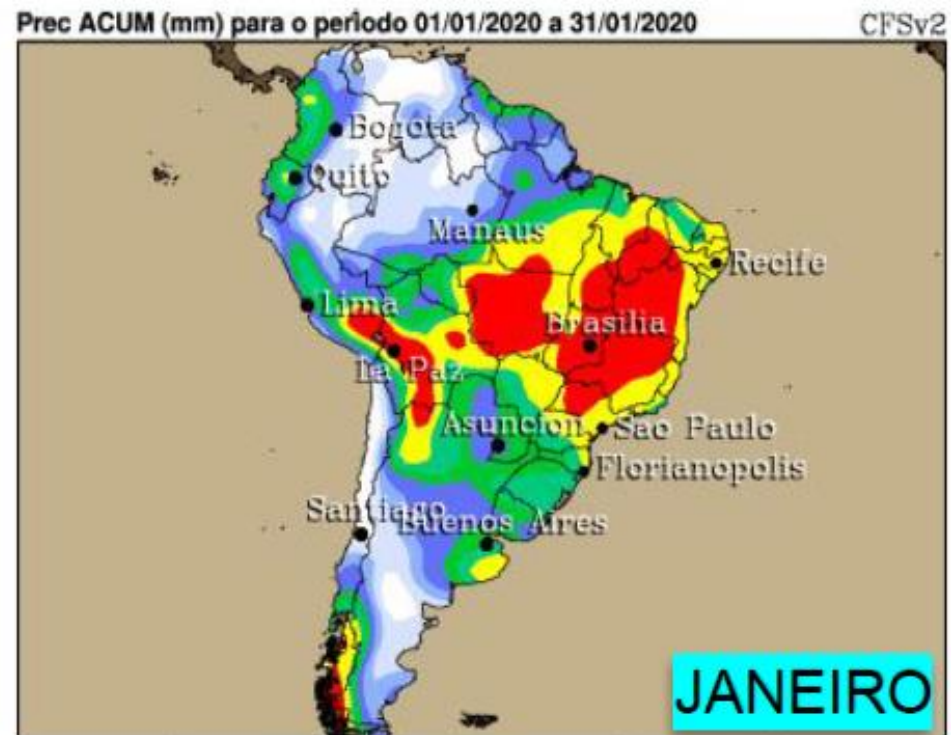 Prec ACUM (mm) para o periodo 01/01/2020 a 31/01/2020
CFSv2
Bogota
Quito
Manaus
Recife
Lima
Brasilia
La Paz
Asuncion
Sao Paulo
Florianopolis
Santiago
Buenos Aires
JANEIRO